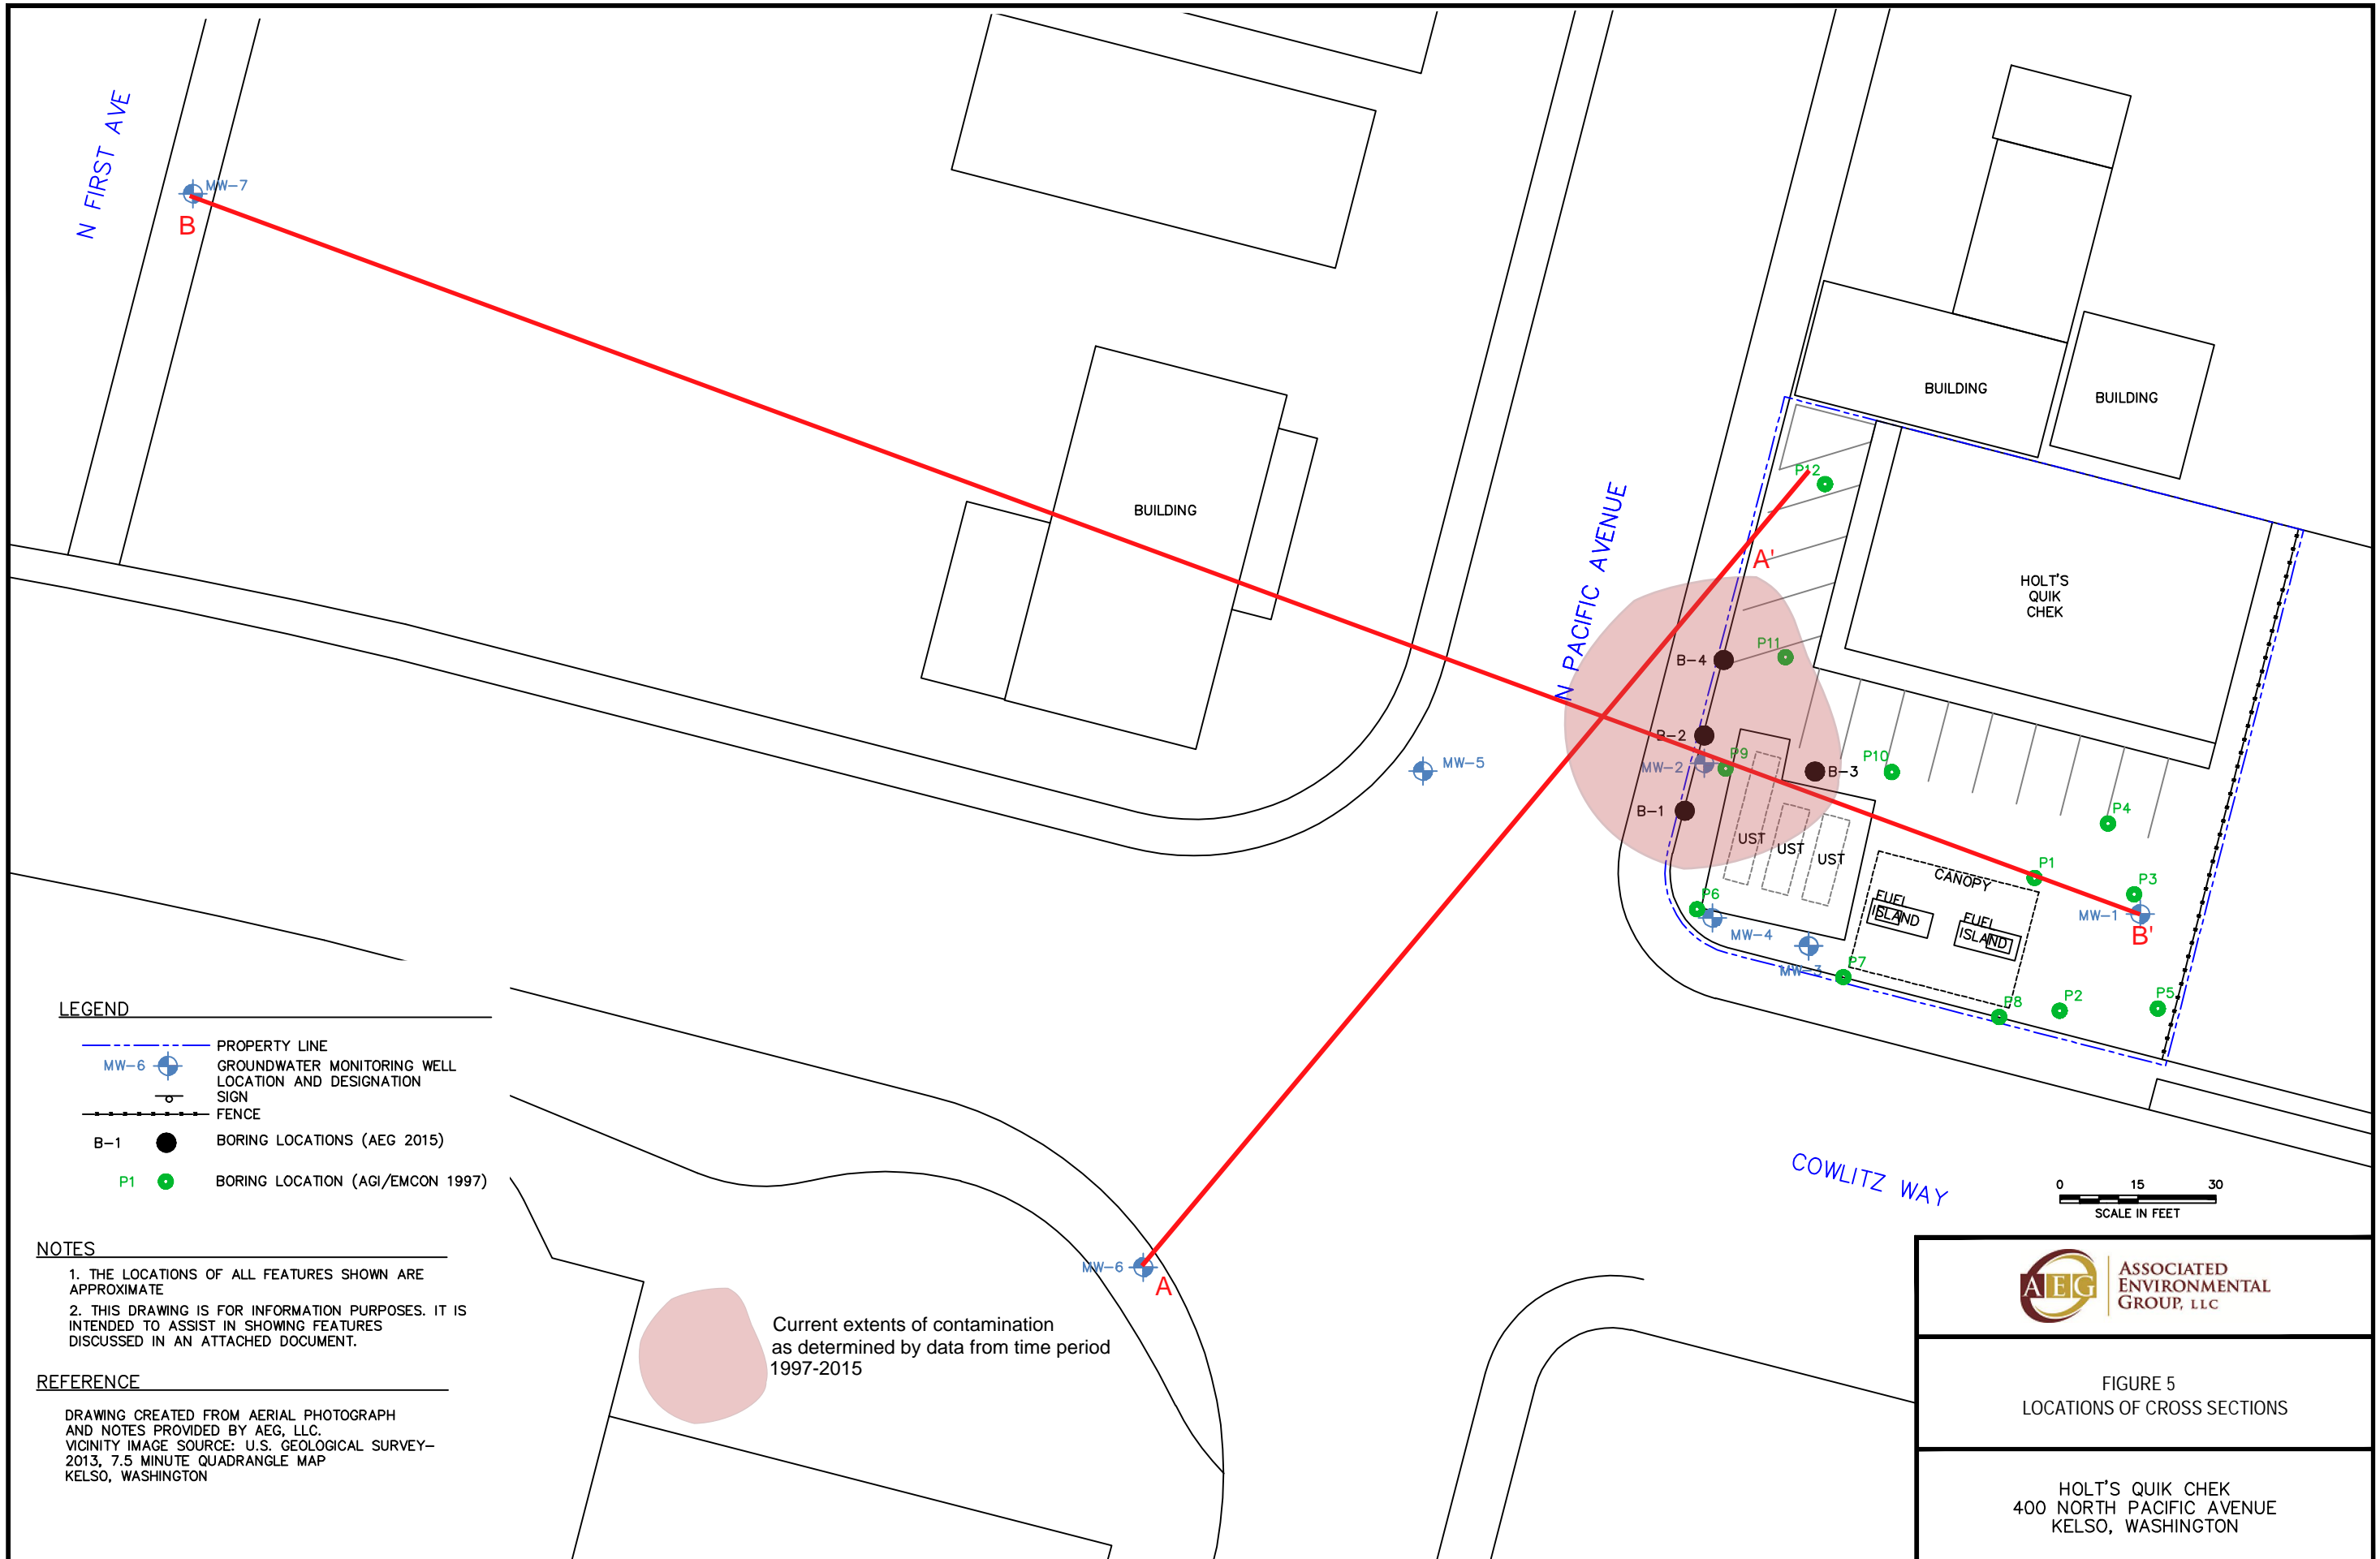 N FIRST AVE
MW-7
B
BUILDING
BUILDING
BUILDING
N PACIFIC AVENUE
P12
A'
HOLT'S
QUIK
CHEK
P11
B-4
B-2
P9
MW-2
B-3
P10
MW-5
B-1
UST
UST
UST
P4
P1
CANOPY
P3
FUEL
ISLAND
FUEL
ISLAND
MW-1
B'
P6
MW-4
MW-3
P7
P8
P2
P5
COWLITZ WAY
MW-6
A
0 15 30
SCALE IN FEET
LEGEND
PROPERTY LINE
MW-6 GROUNDWATER MONITORING WELL
LOCATION AND DESIGNATION
SIGN
FENCE
B-1 BORING LOCATIONS (AEG 2015)
P1 BORING LOCATION (AGI/EMCON 1997)
NOTES
1. THE LOCATIONS OF ALL FEATURES SHOWN ARE
APPROXIMATE
2. THIS DRAWING IS FOR INFORMATION PURPOSES. IT IS
INTENDED TO ASSIST IN SHOWING FEATURES
DISCUSSED IN AN ATTACHED DOCUMENT.
REFERENCE
DRAWING CREATED FROM AERIAL PHOTOGRAPH
AND NOTES PROVIDED BY AEG, LLC.
VICINITY IMAGE SOURCE: U.S. GEOLOGICAL SURVEY-
2013, 7.5 MINUTE QUADRANGLE MAP
KELSO, WASHINGTON
Current extents of contamination
as determined by data from time period
1997-2015
AEG
ASSOCIATED
ENVIRONMENTAL
GROUP, LLC
FIGURE 5
LOCATIONS OF CROSS SECTIONS
HOLT'S QUIK CHEK
400 NORTH PACIFIC AVENUE
KELSO, WASHINGTON